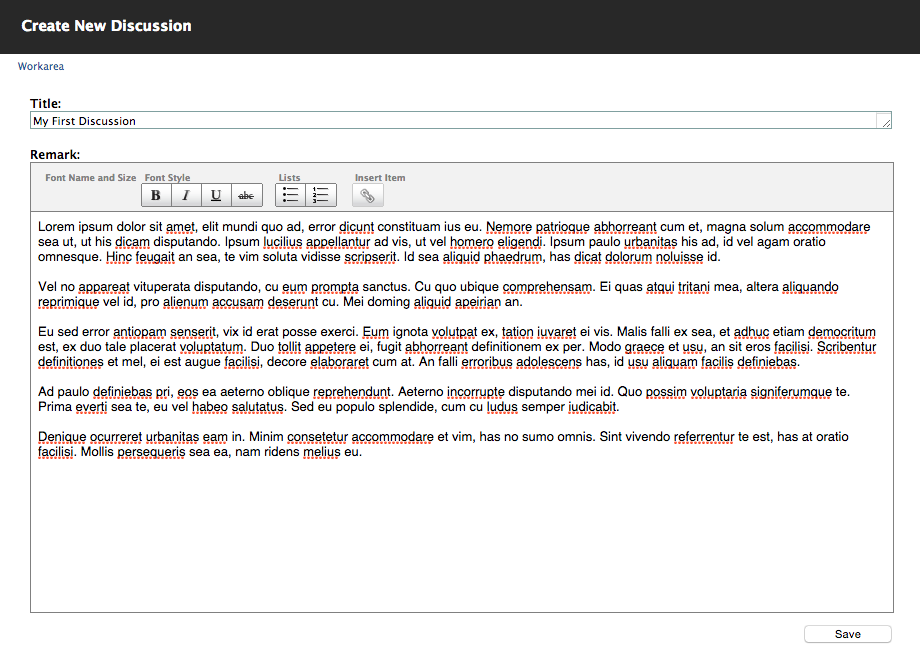 Create New Discussion
Workarea
Title:
My First Discussion
Remark:
Font Name and Size Font Style Lists Insert Item
B I U abc
Lorem ipsum dolor sit amet, elit mundi quo ad, error dicunt constituam ius eu. Nemore patrioque abhorreant cum et, magna solum accommodare
sea ut, ut his dicam disputando. Ipsum lucilius appellantur ad vis, ut vel homero eligendi. Ipsum paulo urbanitas his ad, id vel agam oratio
omnesque. Hinc feugait an sea, te vim soluta vidisse scripserit. Id sea aliquid phaedrum, has dicat dolorum noluisse id.
Vel no appareat vituperata disputando, cu eum prompta sanctus. Cu quo ubique comprehensam. Ei quas atqui tritani mea, altera aliquando
reprimique vel id, pro alienum accusam deserunt cu. Mei doming aliquid apeirian an.
Eu sed error antiopam senserit, vix id erat posse exerci. Eum ignota volutpat ex, tation iuvaret ei vis. Malis falli ex sea, et adhuc etiam democritum
est, ex duo tale placerat voluptatum. Duo tollit appetere ei, fugit abhorreant definitionem ex per. Modo graece et usu, an sit eros facilisi. Scribentur
definitiones et mel, ei est augue facilisi, decore elaboraret cum at. An falli erroribus adolescens has, id usu aliquam facilis definiebas.
Ad paulo definiebas pri, eos ea aeterno oblique reprehendunt. Aeterno incorrupte disputando mei id. Quo possim voluptaria signiferumque te.
Prima everti sea te, eu vel habeo salutatus. Sed eu populo splendide, cum cu ludus semper iudicabit.
Denique ocurreret urbanitas eam in. Minim consetetur accommodare et vim, has no sumo omnis. Sint vivendo referrentur te est, has at oratio
facilisi. Mollis persequeris sea ea, nam ridens melius eu.
Save